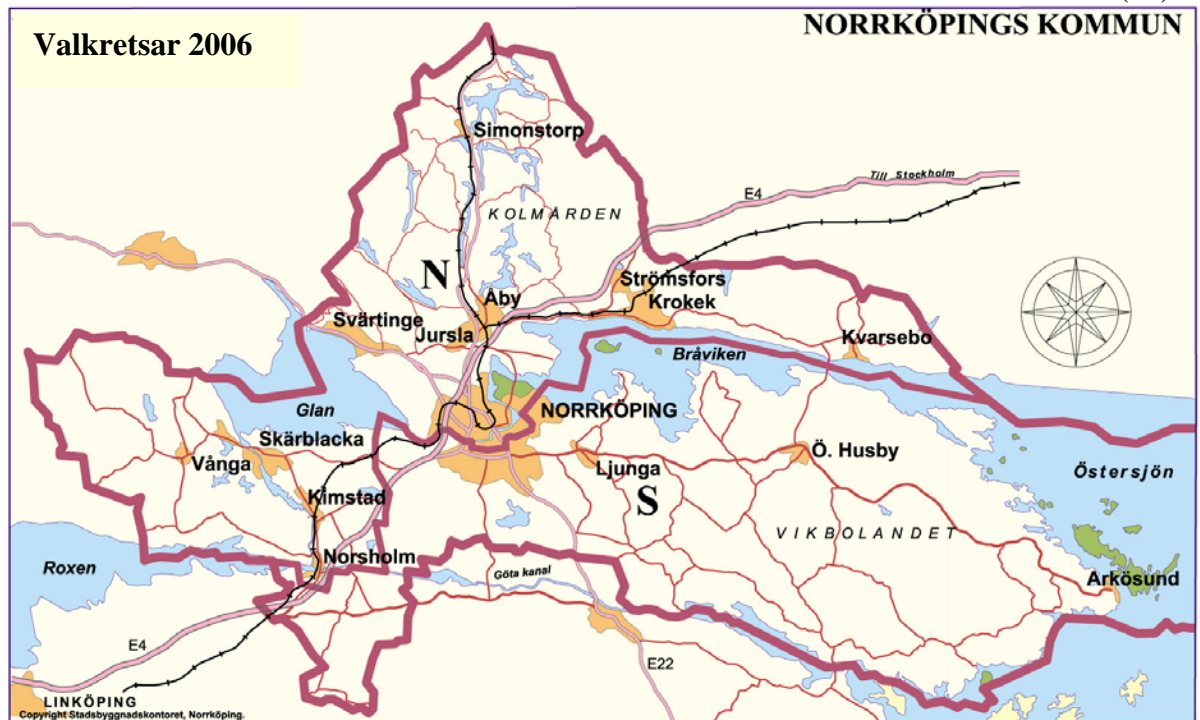 NORRKÖPINGS KOMMUN
Valkretsar 2006
Simonstorp
Till Stockholm
E4
KOLMÅRDEN
N
Strömsfors
Krokek
Åby
Svärtinge
Jursla
Kvarsebo
Bråviken
Glan
NORRKÖPING
Skärblacka
Vånga
Ljunga
Ö. Husby
Östersjön
Kimstad
S
VIKBOLANDET
Norsholm
Roxen
Göta kanal
Arkösund
E4
E22
LINKÖPING
Copyright Stadsbyggnadskontoret, Norrköping.